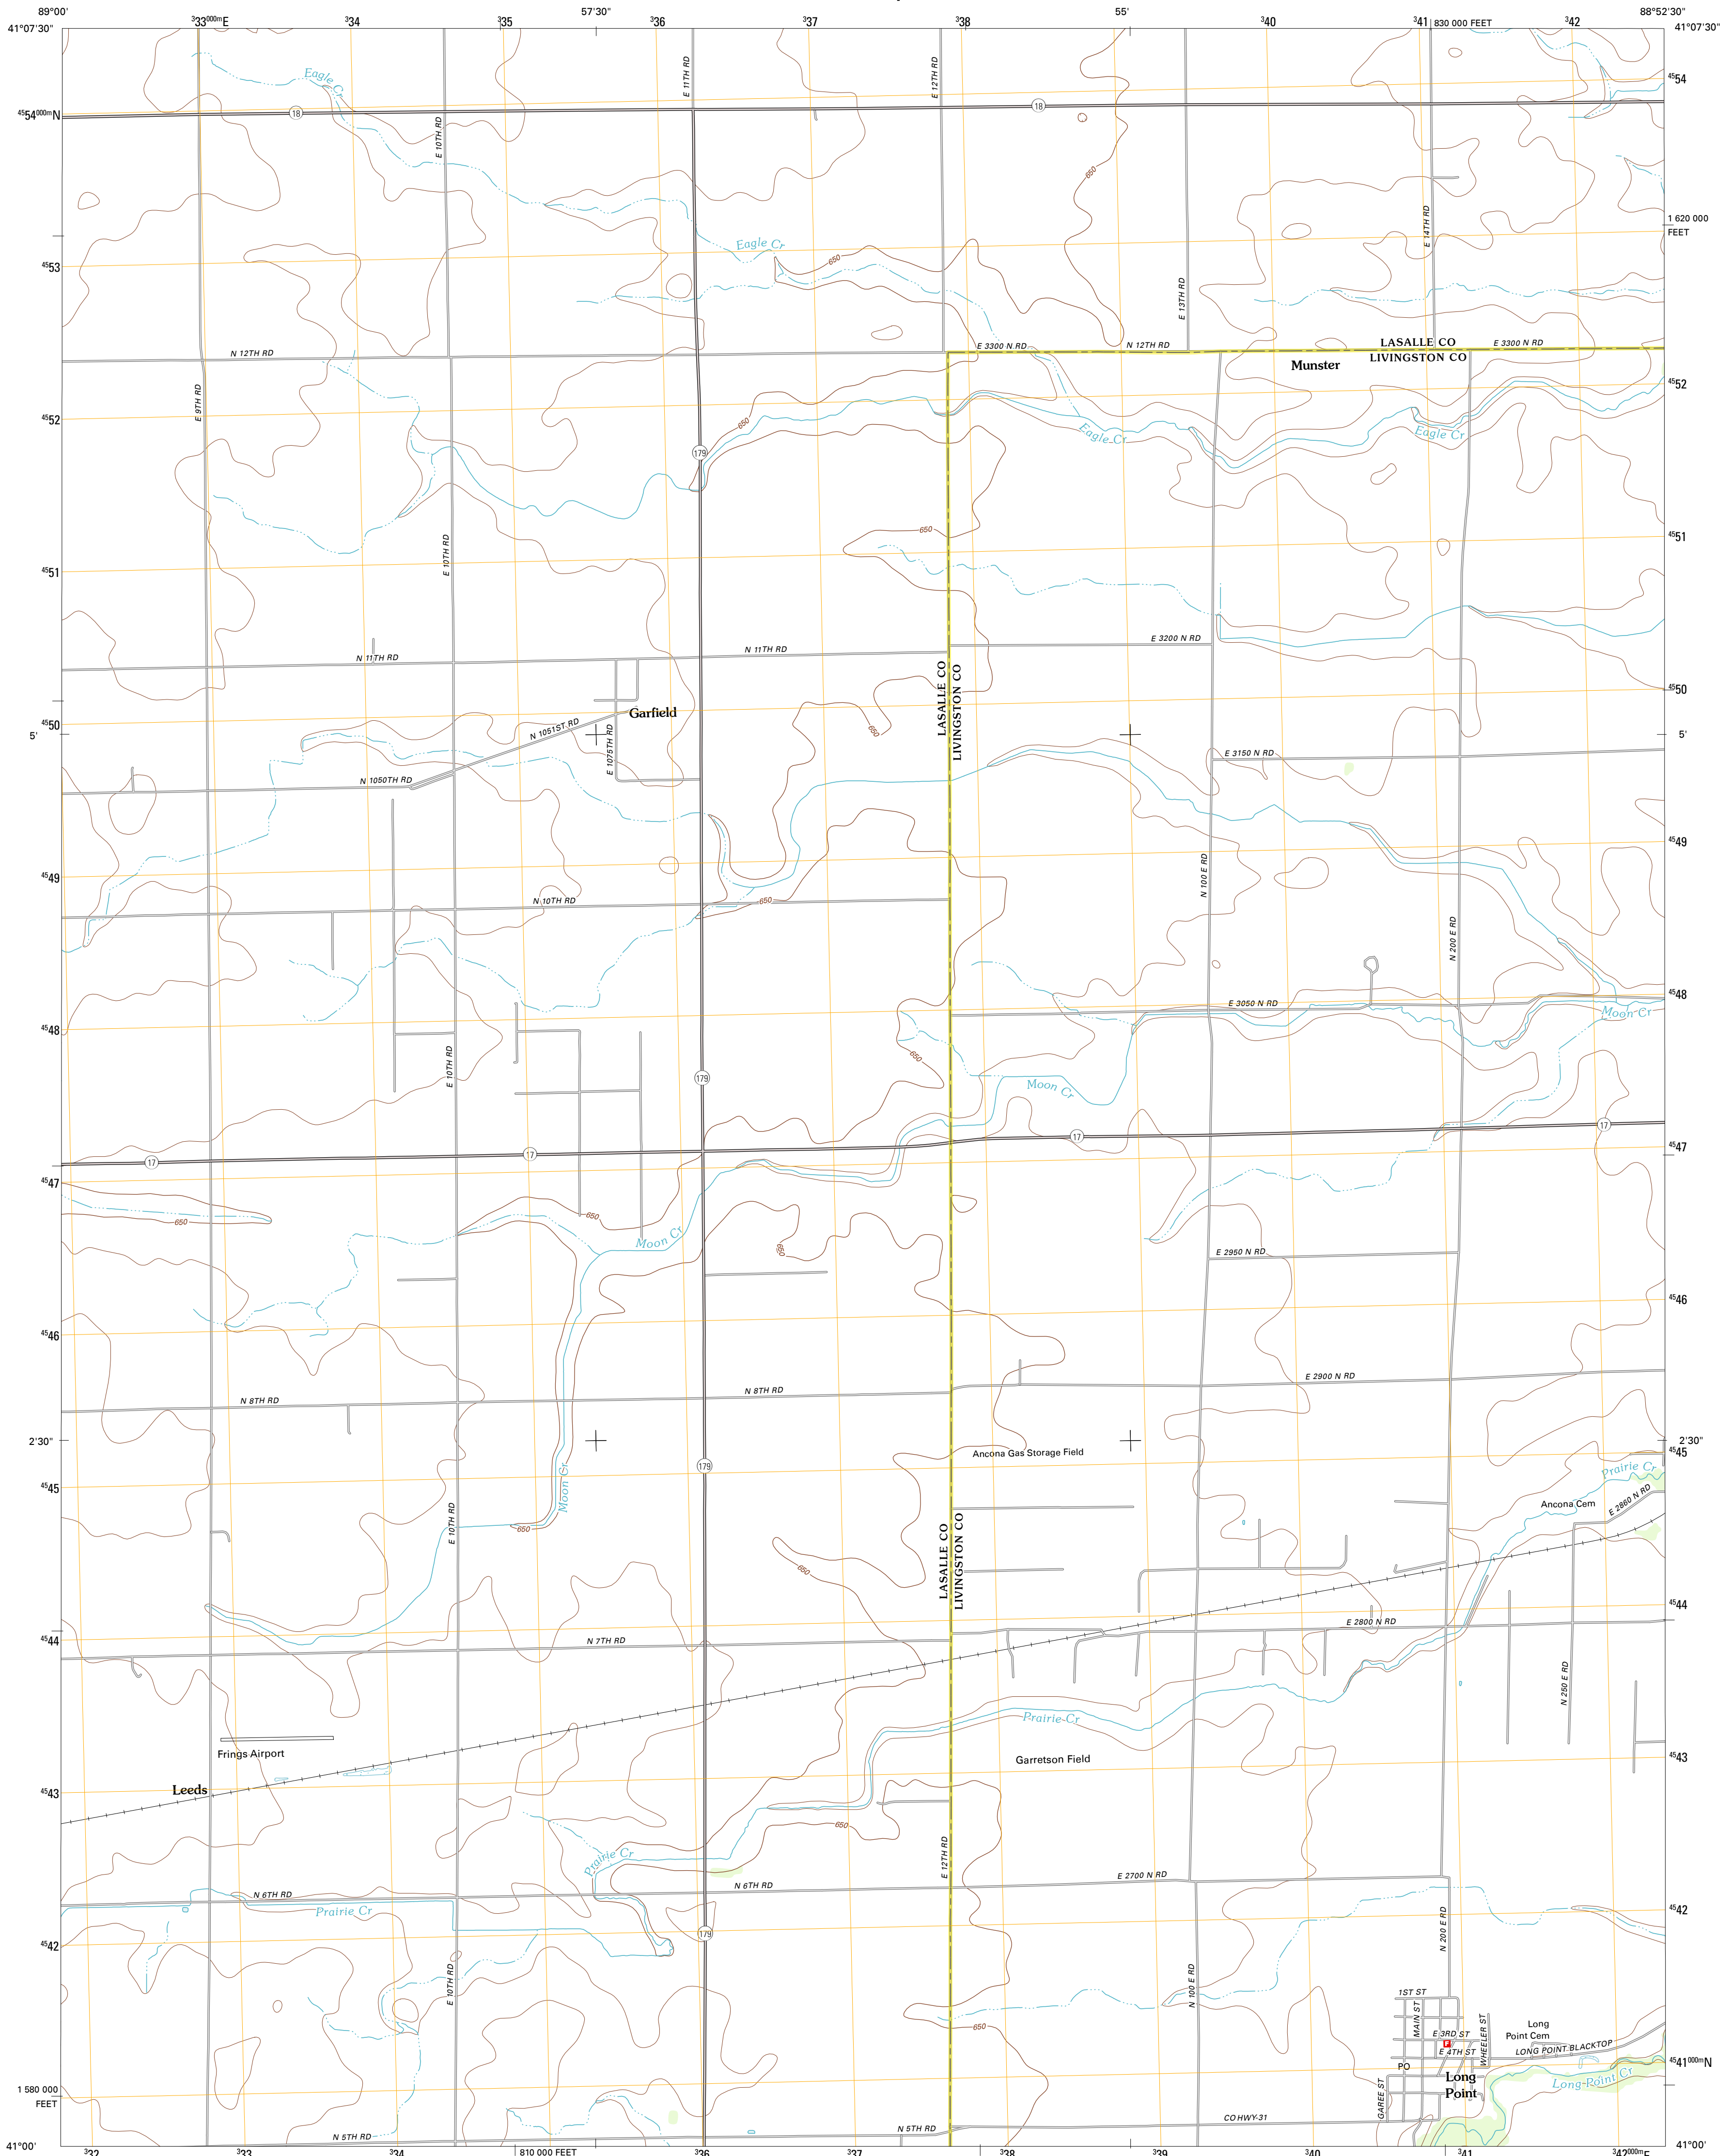 89°00'
³33⁰⁰⁰ᵐE
³34
³35
57'30"
³36
³37
³38
55'
³40
³41
830 000 FEET
³42
88°52'30"
41°07'30"
41°07'30"
Eagle Cr
E 11TH RD
E 12TH RD
⁴⁵54
⁴⁵54⁰⁰⁰ᵐN
18
18
E 10TH RD
650
1 620 000
FEET
E 14TH RD
Eagle Cr
650
⁴⁵53
E 13TH RD
N 12TH RD
E 3300 N RD
N 12TH RD
LASALLE CO
LIVINGSTON CO
E 3300 N RD
Munster
E 9TH RD
⁴⁵52
⁴⁵52
650
Eagle Cr
Eagle Cr
179
E 10TH RD
650
⁴⁵51
⁴⁵51
N 11TH RD
N 11TH RD
E 3200 N RD
LASALLE CO
LIVINGSTON CO
⁴⁵50
⁴⁵50
Garfield
N 1051ST RD
650
5'
5'
E 1075TH RD
E 3150 N RD
N 1050TH RD
⁴⁵49
⁴⁵49
N 100 E RD
N 10TH RD
650
N 200 E RD
⁴⁵48
⁴⁵48
E 3050 N RD
Moon Cr
650
E 10TH RD
179
Moon Cr
17
17
17
17
⁴⁵47
⁴⁵47
650
650
Moon Cr
650
E 2950 N RD
⁴⁵46
⁴⁵46
N 8TH RD
N 8TH RD
E 2900 N RD
2'30"
2'30"
Ancona Gas Storage Field
⁴⁵45
⁴⁵45
179
Prairie Cr
Moon Cr
Ancona Cem
E 2860 N RD
E 10TH RD
650
LASALLE CO
LIVINGSTON CO
650
⁴⁵44
⁴⁵44
N 7TH RD
E 2800 N RD
N 250 E RD
Prairie Cr
Frings Airport
Garretson Field
⁴⁵43
⁴⁵43
Leeds
650
Prairie Cr
E 12TH RD
N 6TH RD
N 6TH RD
E 2700 N RD
Prairie Cr
⁴⁵42
⁴⁵42
179
N 200 E RD
E 10TH RD
N 100 E RD
1ST ST
MAIN ST
650
E 3RD ST
F
E 4TH ST
WHEELER ST
Long
Point Cem
LONG POINT BLACKTOP
PO
⁴⁵41⁰⁰⁰ᵐN
Long
Point
Long Point Cr
GAREE ST
1 580 000
FEET
CO HWY-31
N 5TH RD
N 5TH RD
41°00'
41°00'
³32
³33
³34
810 000 FEET
³36
³37
³38
³39
³40
³41
³42⁰⁰⁰ᵐE